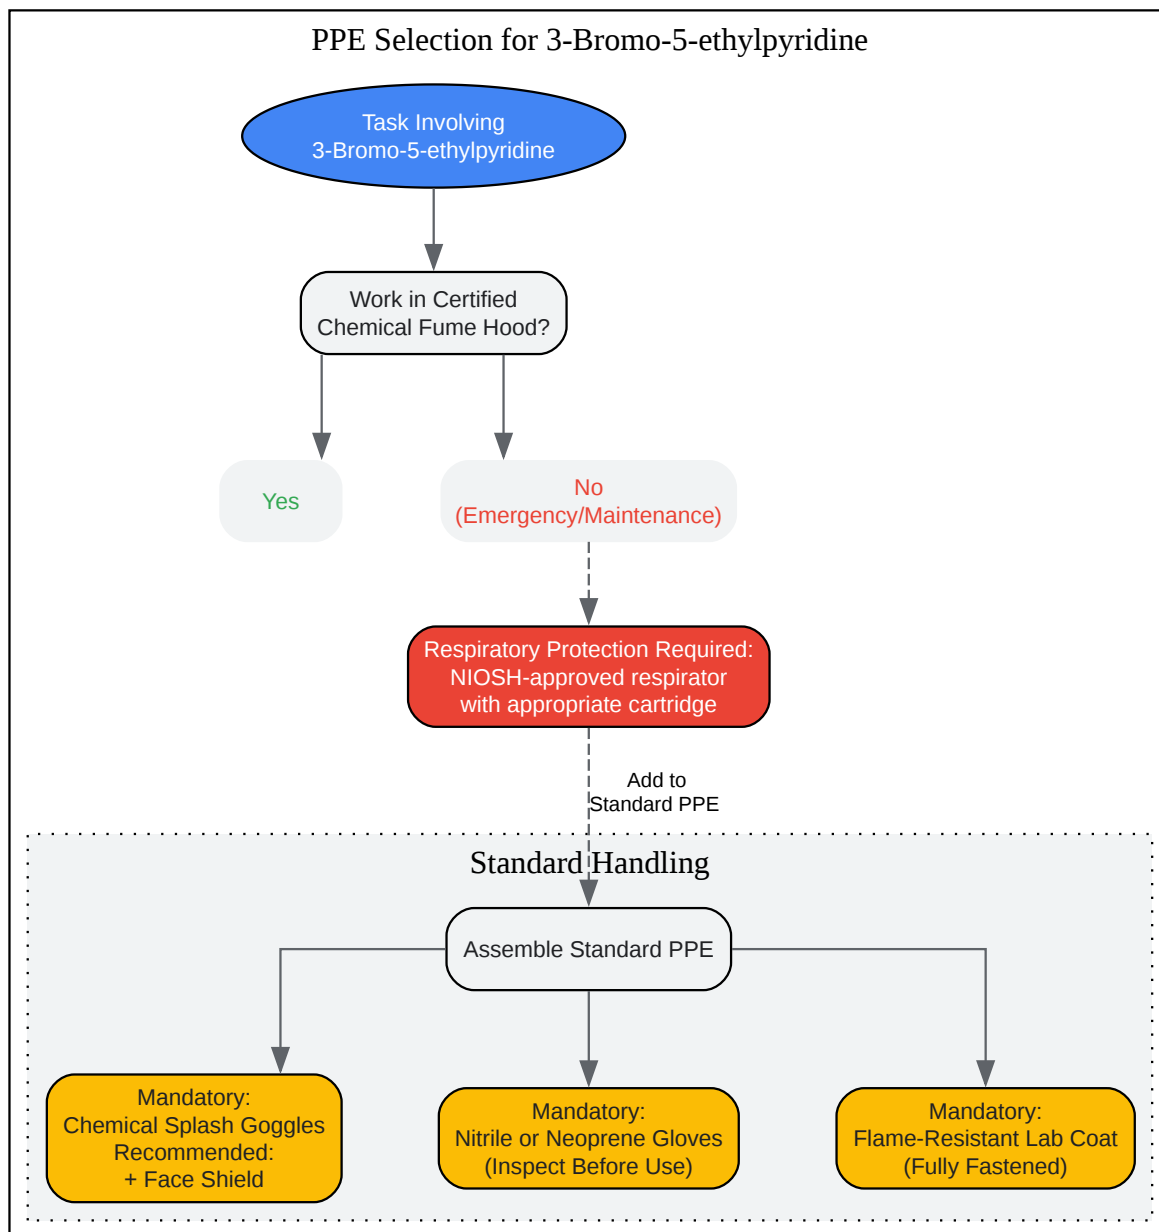 PPE Selection for 3-Bromo-5-ethylpyridine
Task Involving
3-Bromo-5-ethylpyridine
Work in Certified
Chemical Fume Hood?
Yes
No
(Emergency/Maintenance)
Respiratory Protection Required:
NIOSH-approved respirator
with appropriate cartridge
Add to
Standard PPE
Standard Handling
Assemble Standard PPE
Mandatory:
Chemical Splash Goggles
Recommended:
+ Face Shield
Mandatory:
Nitrile or Neoprene Gloves
(Inspect Before Use)
Mandatory:
Flame-Resistant Lab Coat
(Fully Fastened)